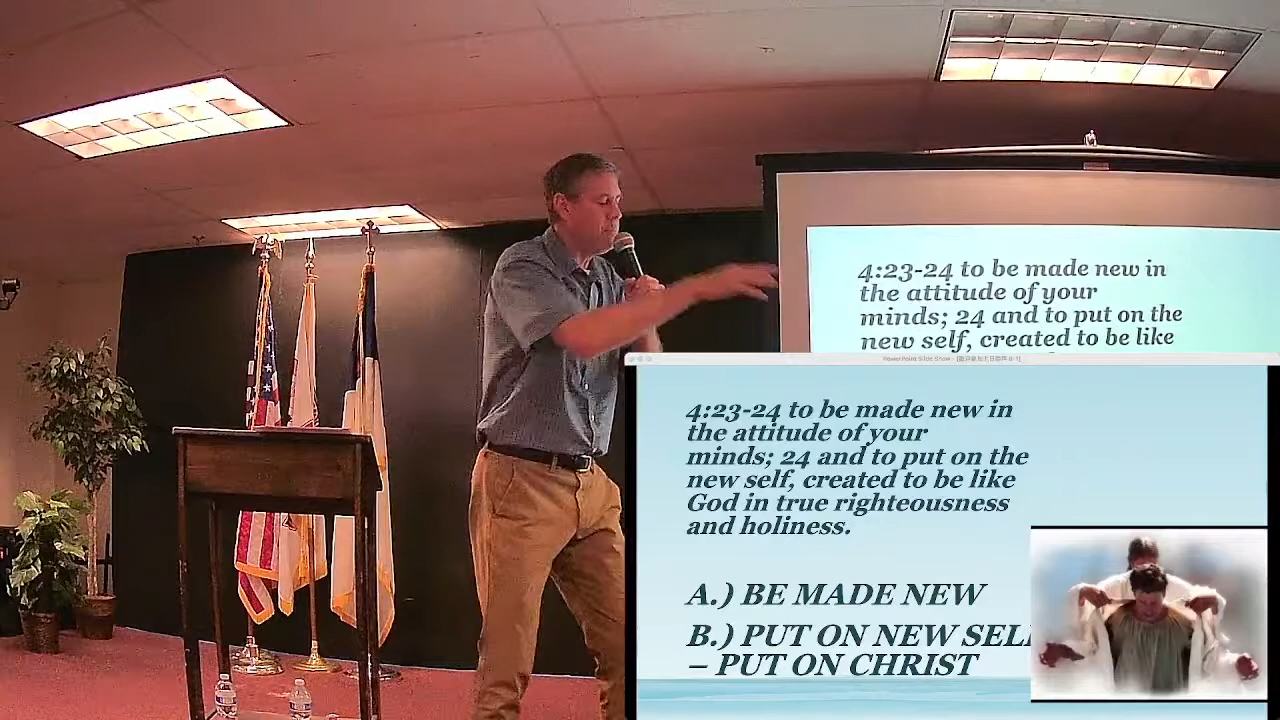 4:23-24 to be made new in
the attitude of your
minds; 24 and to put on the
new self, created to be like
4:23-24 to be made new in
the attitude of your
minds; 24 and to put on the
new self, created to be like
God in true righteousness
and holiness.
A.) BE MADE NEW
B.) PUT ON NEW SEL
– PUT ON CHRIST